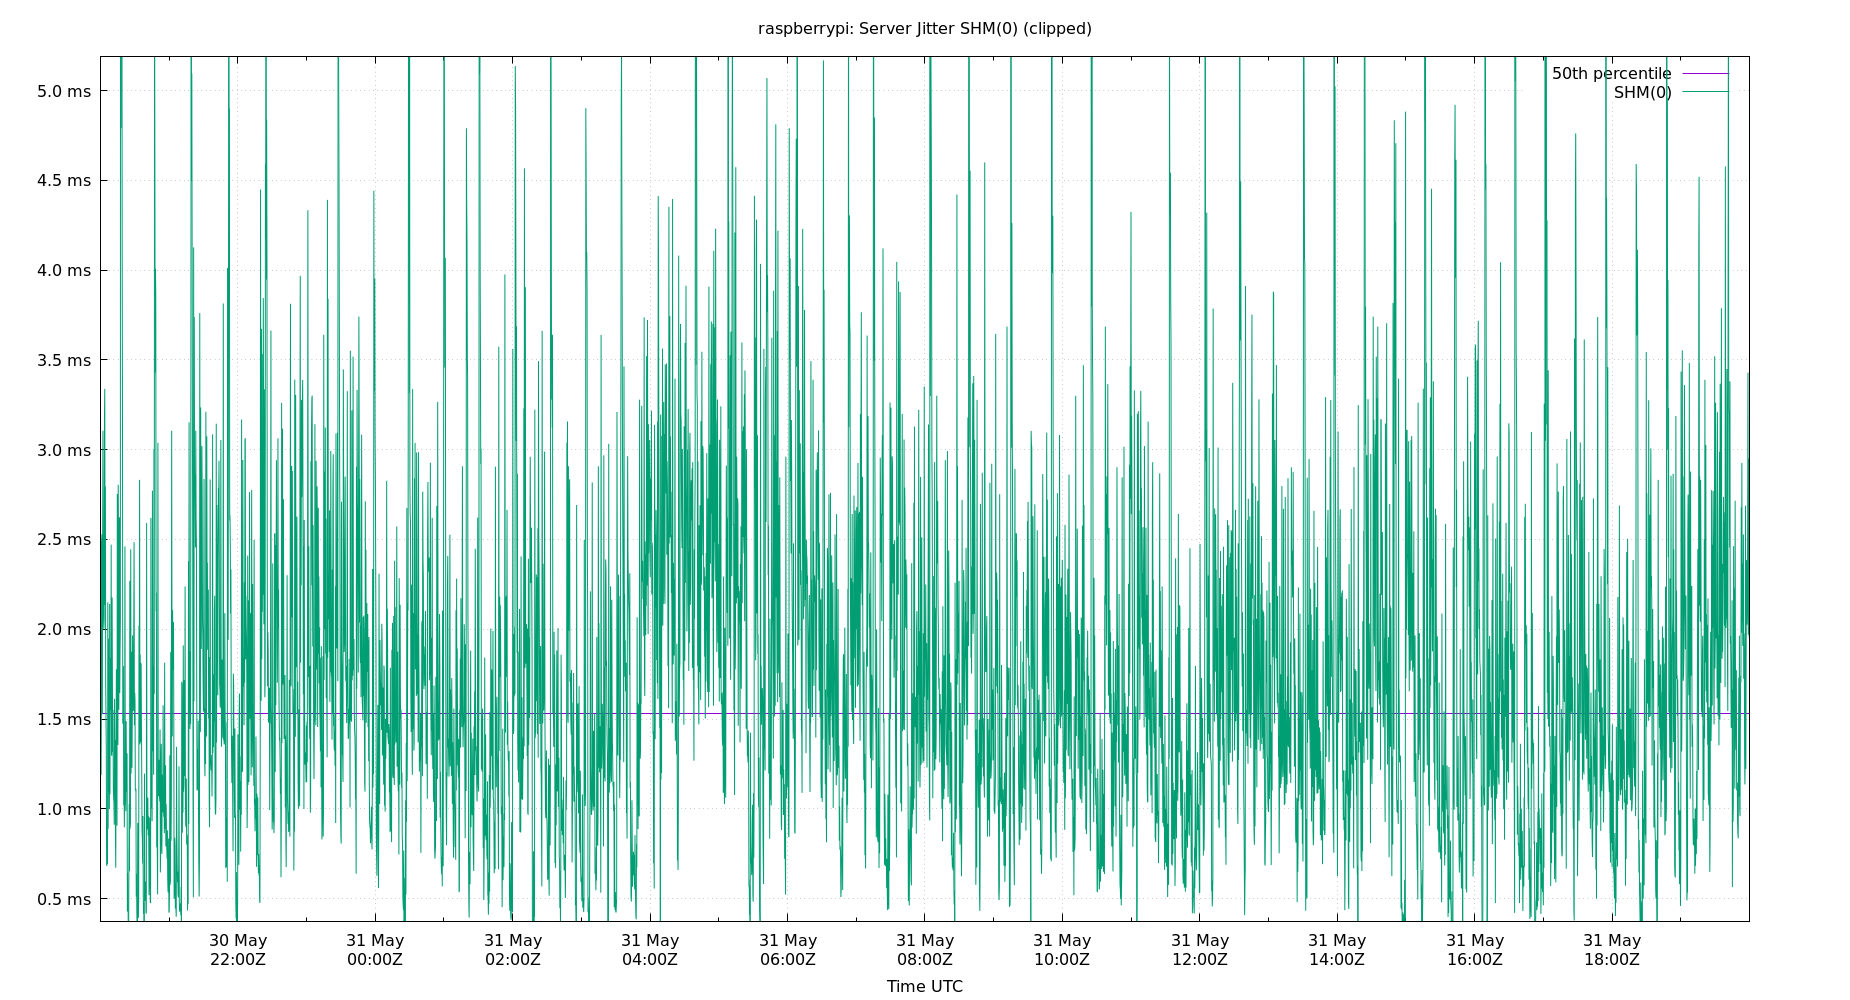 raspberrypi: Server Jitter SHM(0) (clipped)
50th percentile
SHM(0)
5.0 ms
4.5 ms
4.0 ms
3.5 ms
3.0 ms
2.5 ms
2.0 ms
1.5 ms
1.0 ms
0.5 ms
30 May 31 May 31 May 31 May 31 May 31 May 31 May 31 May 31 May 31 May 31 May
22:00Z 00:00Z 02:00Z 04:00Z 06:00Z 08:00Z 10:00Z 12:00Z 14:00Z 16:00Z 18:00Z
Time UTC